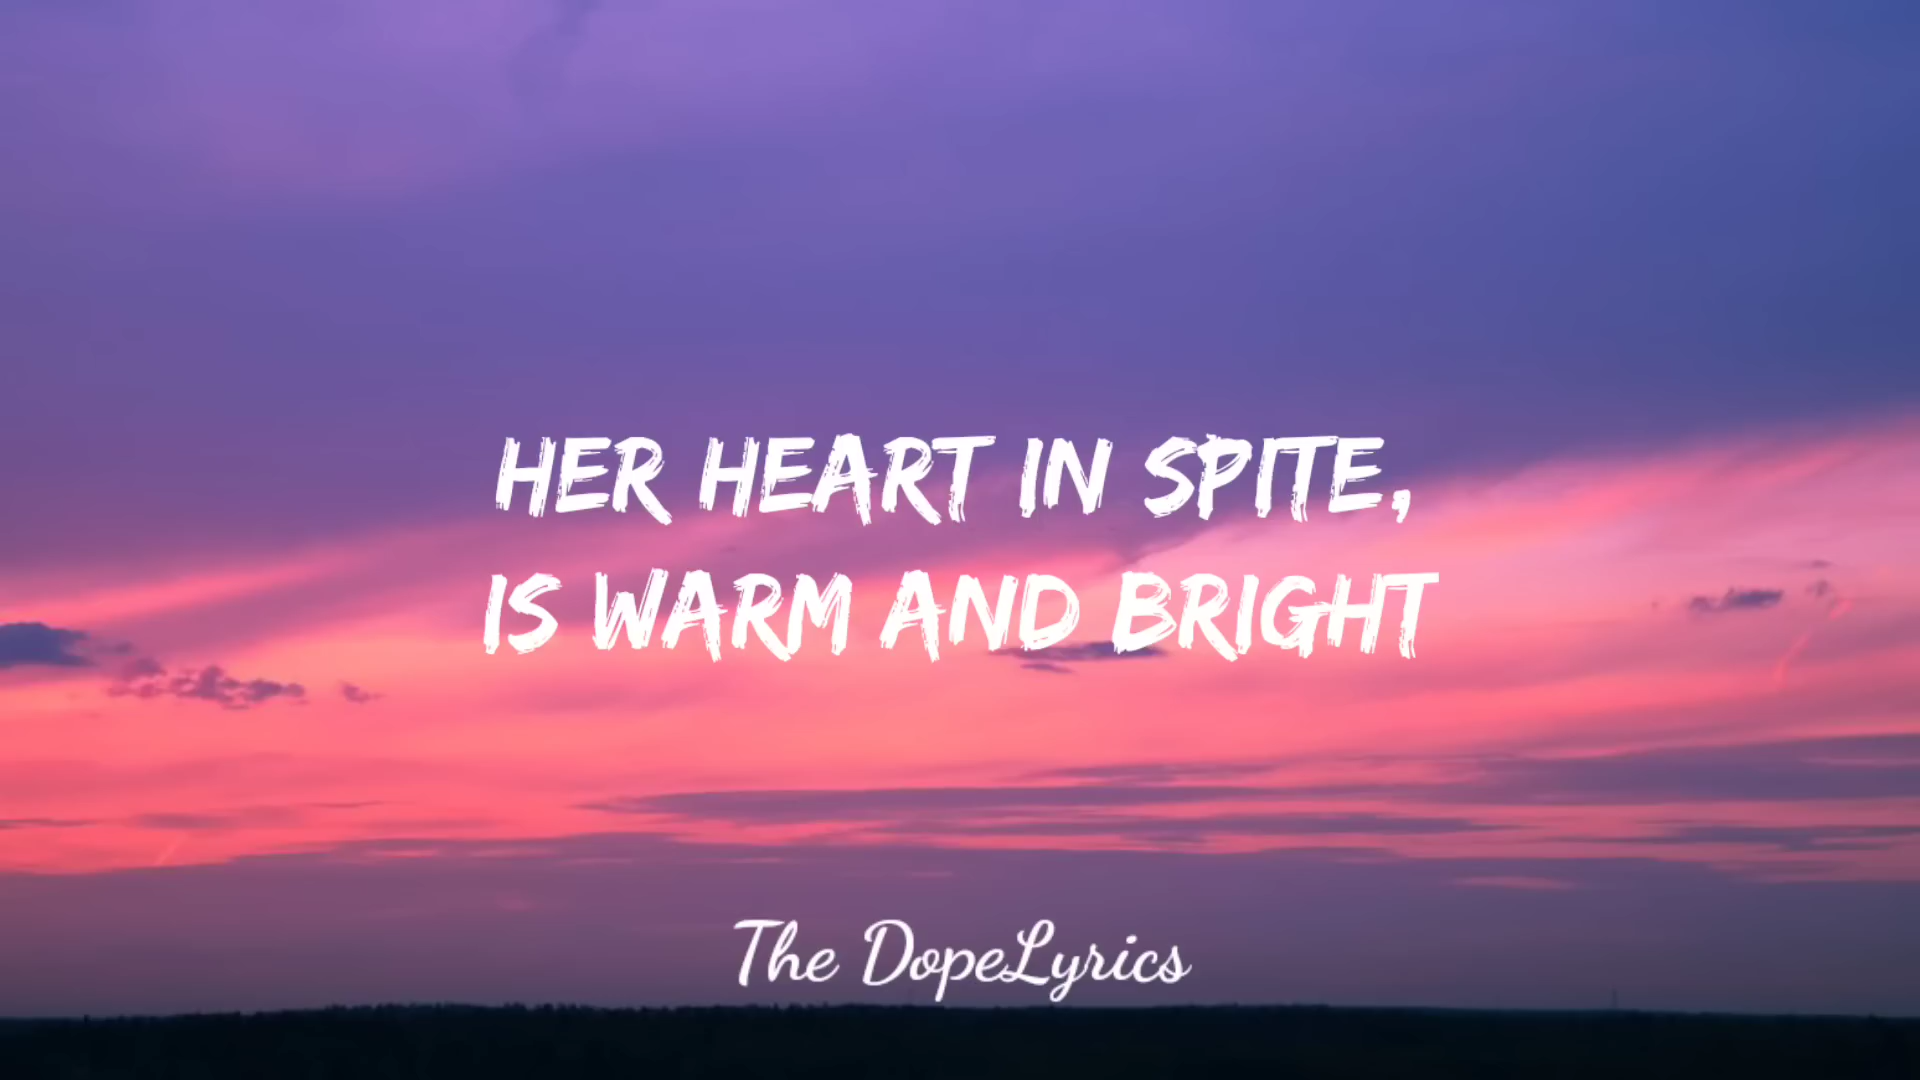 HER HEART IN SPITE,
IS WARM AND BRIGHT
The DopeLyrics